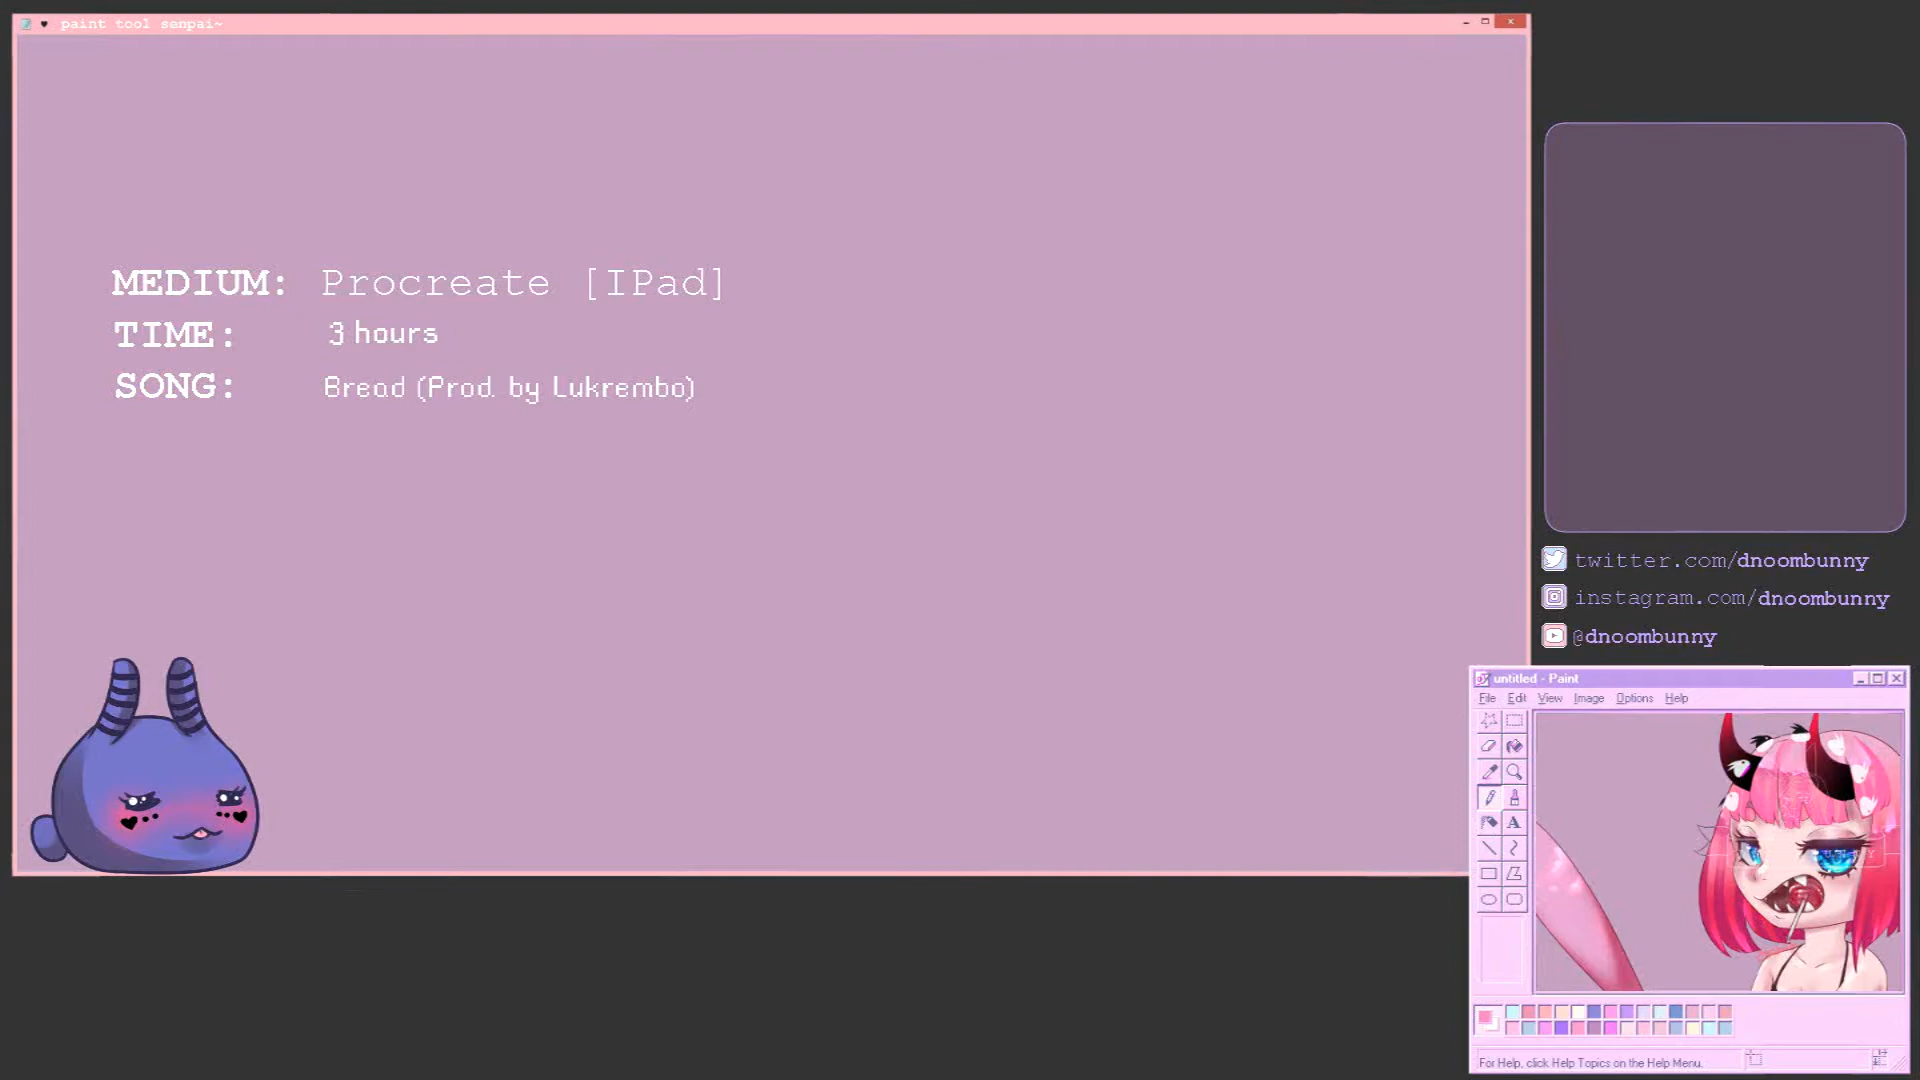 paint tool senpai~
MEDIUM: Procreate [IPad]
TIME: 3 hours
SONG: Bread (Prod. by Lukrembo)
twitter.com/dnoombunny
instagram.com/dnoombunny
@dnoombunny
untitled - Paint
File Edit View Image Options Help
A
For Help, click Help Topics on the Help Menu.